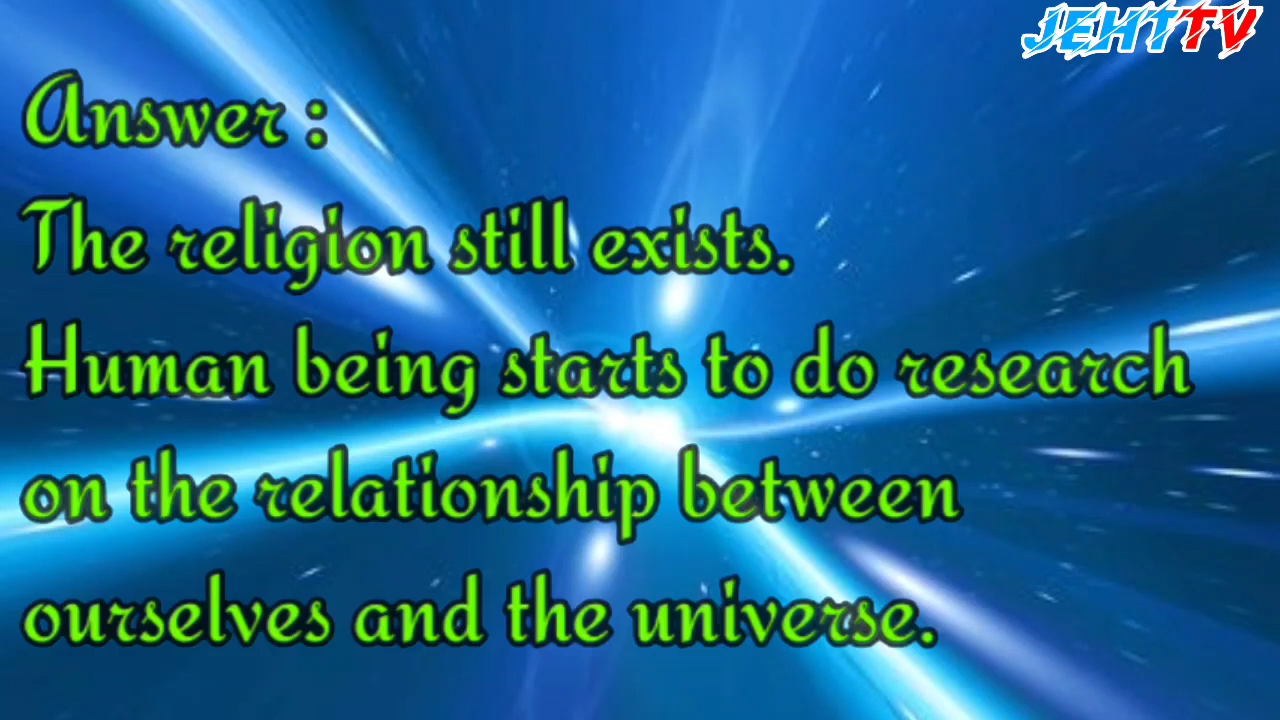 JEHTTV
Answer :
The religion still exists.
Human being starts to do research
on the relationship between
ourselves and the universe.